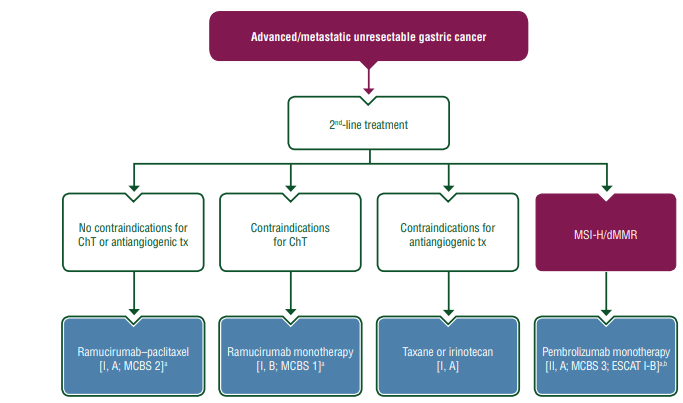 Advanced/metastatic unresectable gastric cancer
2nd-line treatment
No contraindications for
ChT or antiangiogenic tx
Contraindications
for ChT
Contraindications for
antiangiogenic tx
MSI-H/dMMR
Ramucirumab–paclitaxel
[I, A; MCBS 2]a
Ramucirumab monotherapy
[I, B; MCBS 1]a
Taxane or irinotecan
[I, A]
Pembrolizumab monotherapy
[II, A; MCBS 3; ESCAT I-B]a,b